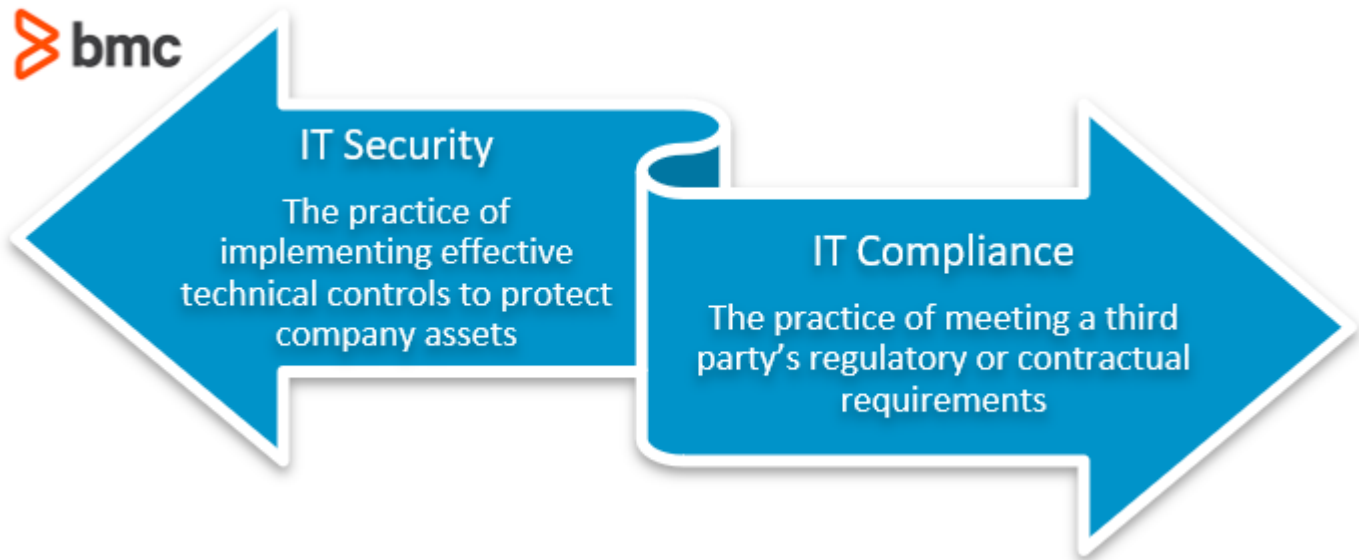 bmc
IT Security
The practice of
implementing effective
technical controls to protect
company assets
IT Compliance
The practice of meeting a third
party’s regulatory or contractual
requirements